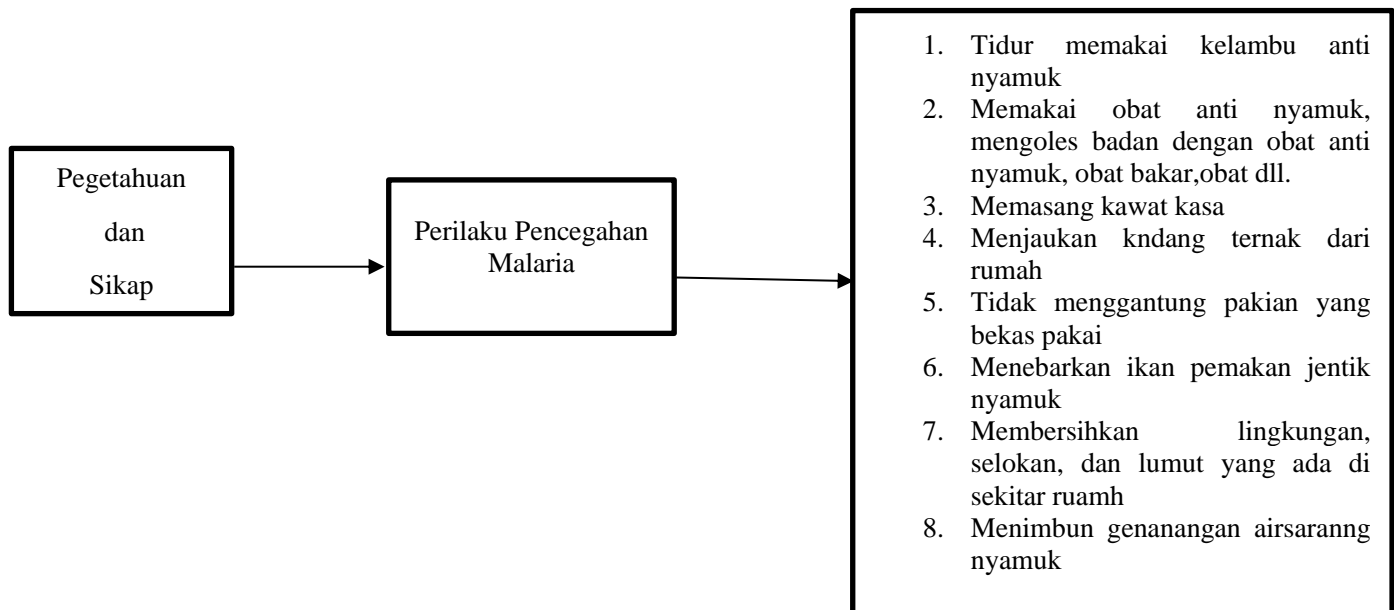 Pegetahuan
dan
Sikap
Perilaku Pencegahan
Malaria
1. Tidur memakai kelambu anti
nyamuk
2. Memakai obat anti nyamuk,
mengoles badan dengan obat anti
nyamuk, obat bakar,obat dll.
3. Memasang kawat kasa
4. Menjaukan kndang ternak dari
rumah
5. Tidak menggantung pakian yang
bekas pakai
6. Menebarkan ikan pemakan jentik
nyamuk
7. Membersihkan lingkungan,
selokan, dan lumut yang ada di
sekitar ruamh
8. Menimbun genanangan airsaranng
nyamuk